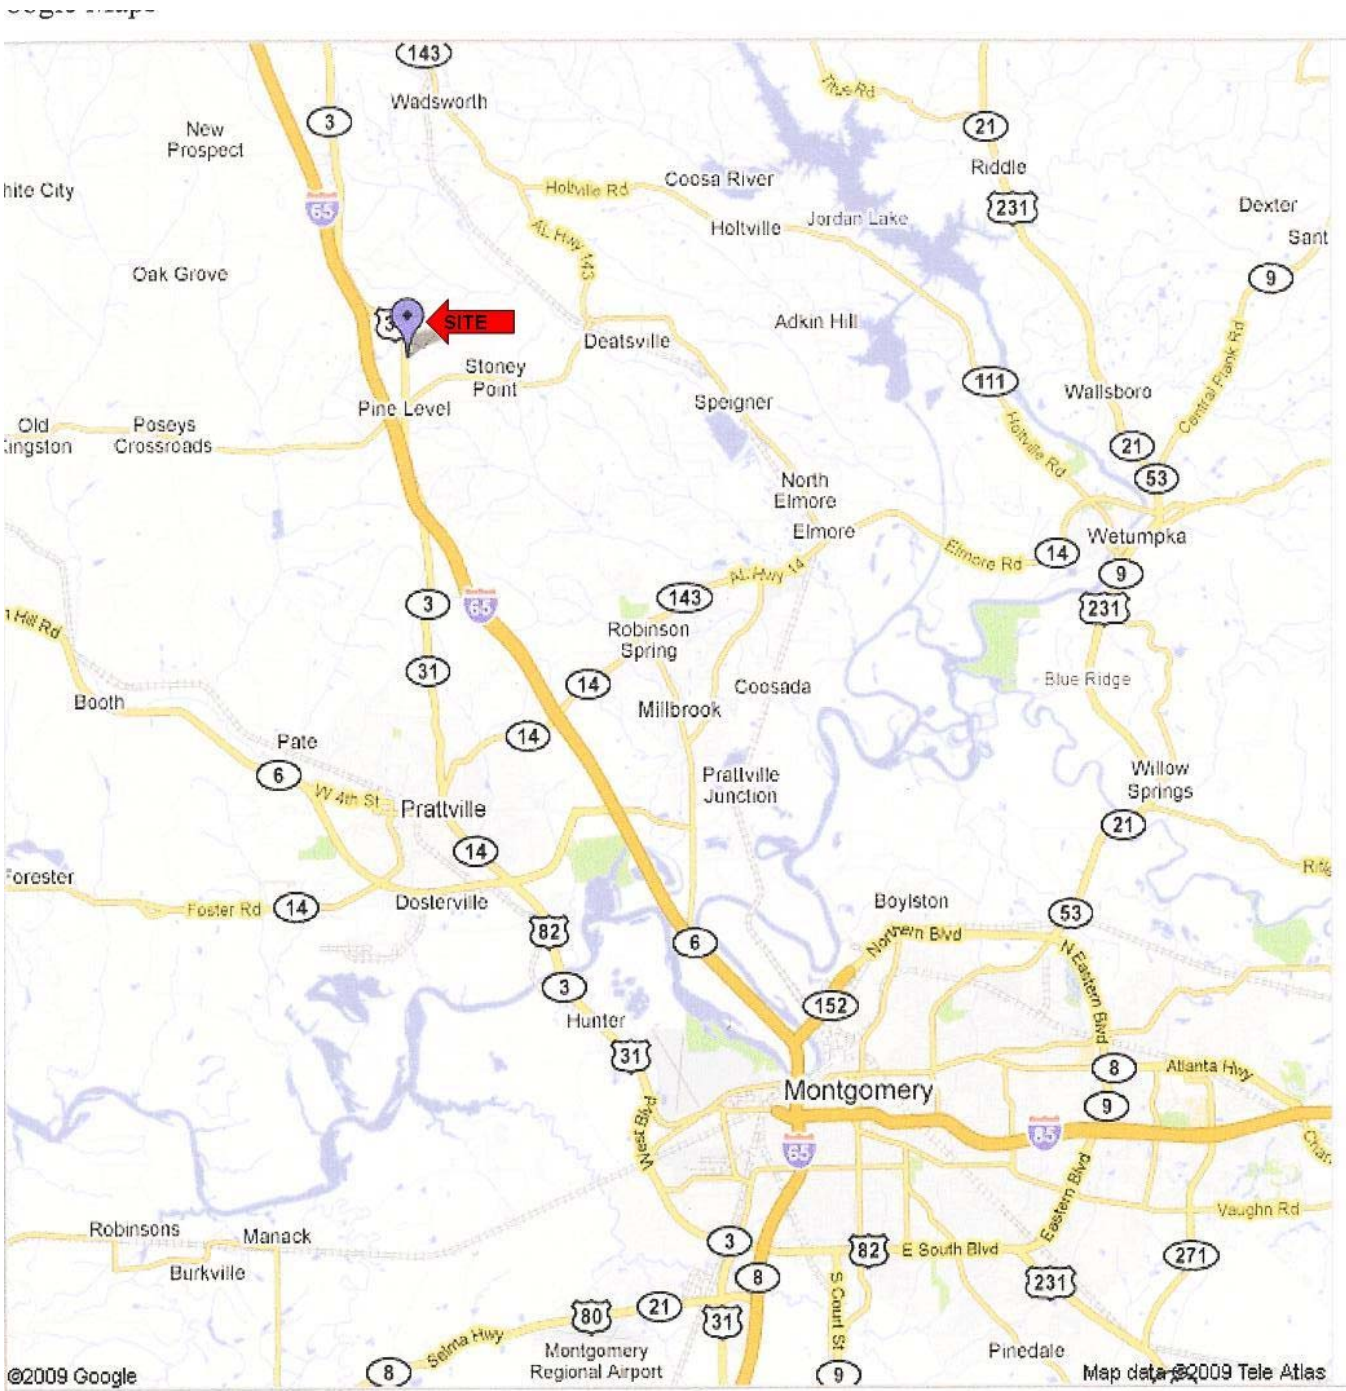 143
Wadsworth
Titus Rd
3
New
Prospect
21
Riddle
Coosa River
Holtville Rd
65
231
Dexter
Jordan Lake
Holtville
Sant
AL Hwy 143
Oak Grove
9
SITE
Adkin Hill
Deatsville
Stoney
Point
111
Wallsboro
Central Plank Rd
Speigner
Pine Level
Old
Poseys
Crossroads
Holtville Rd
21
53
North
Elmore
Elmore
Wetumpka
Elmore Rd
14
AL Hwy 14
9
143
3
65
231
Hill Rd
Robinson
Spring
31
14
Blue Ridge
Coosada
Booth
Millbrook
14
Pate
6
Prattville
Junction
Willow
Springs
W 4th St
Prattville
21
14
Forester
Foster Rd
14
Dosterville
Boylston
53
82
Northern Blvd
6
N Eastern Blvd
3
152
Hunter
31
8
Atlanta Hwy
Montgomery
9
West Blvd
85
65
Eastern Blvd
Vaughn Rd
Robinsons
Manack
3
82
E South Blvd
271
Burkville
8
231
S Court St
80
21
31
Selma Hwy
Montgomery
Regional Airport
Pinedale
8
9
©2009 Google
Map data ©2009 Tele Atlas